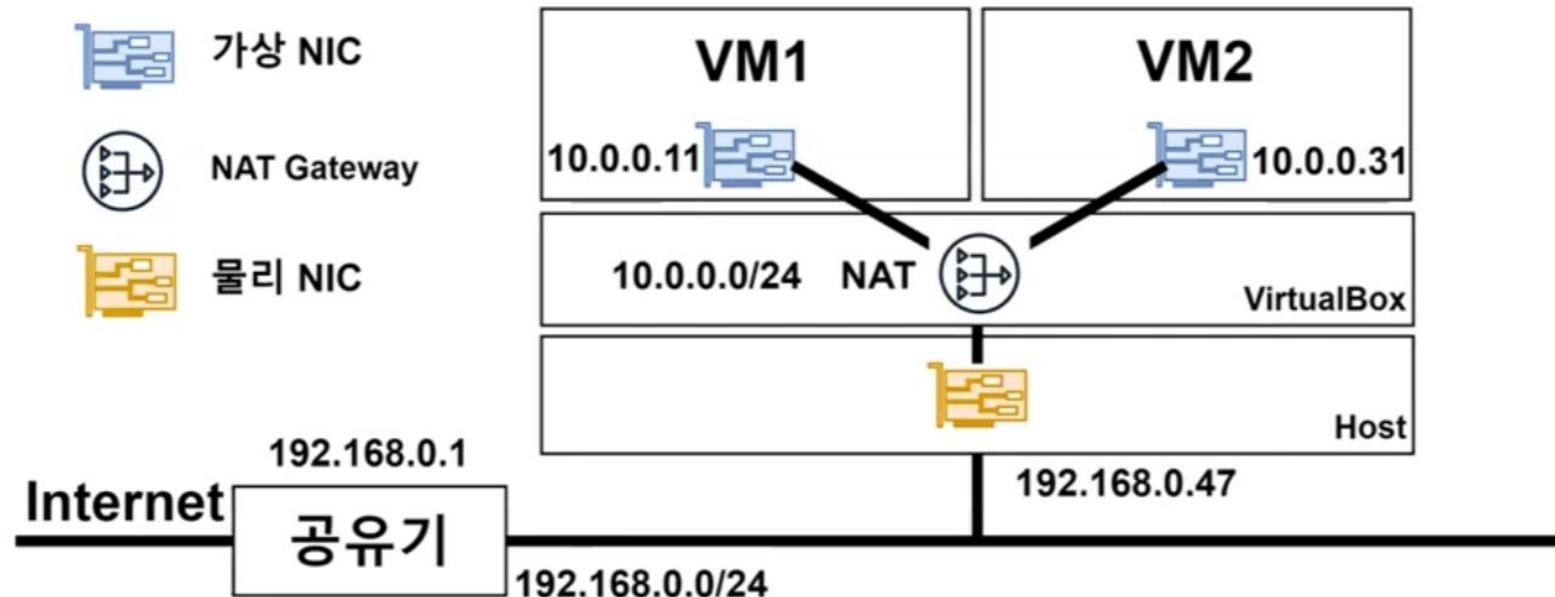 가상 NIC
NAT Gateway
물리 NIC
VM1
VM2
10.0.0.11
10.0.0.31
10.0.0.0/24 NAT
VirtualBox
Host
192.168.0.1
192.168.0.47
Internet
공유기
192.168.0.0/24